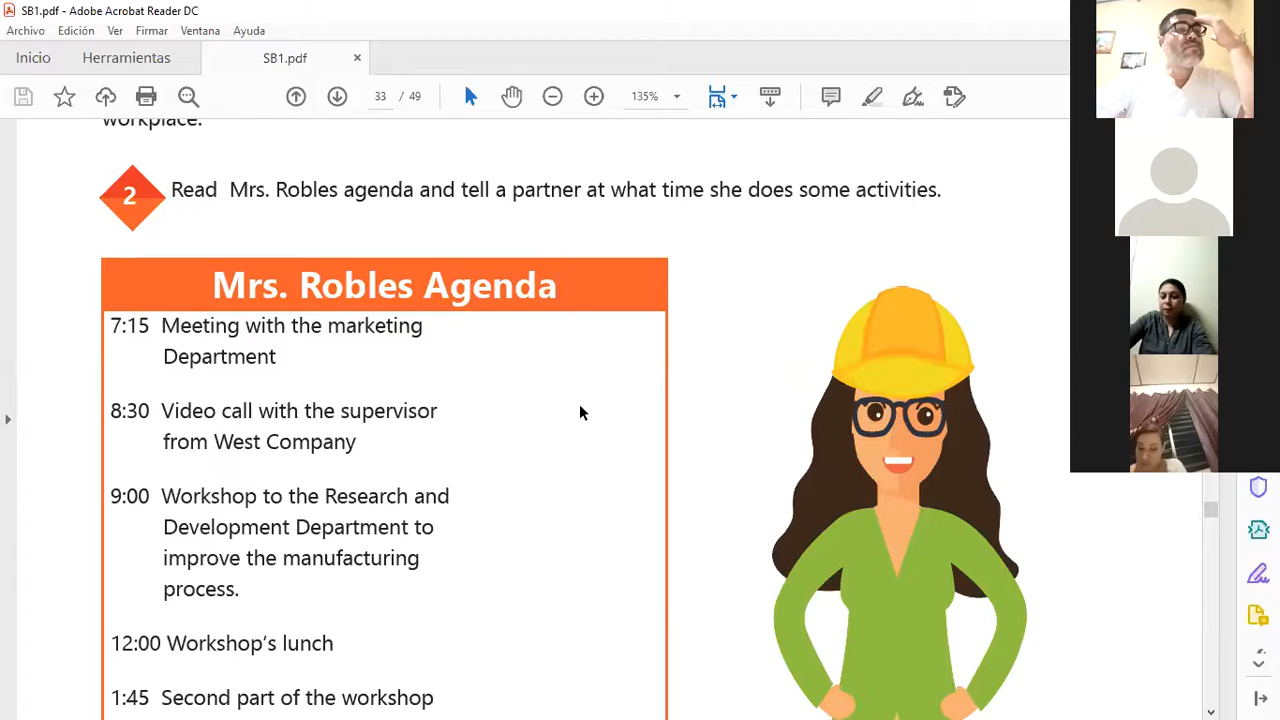 SB1.pdf - Adobe Acrobat Reader DC
Archivo Edición Ver Firmar Ventana Ayuda
Inicio Herramientas SB1.pdf ×
33 / 49 135%
workplace.
2 Read Mrs. Robles agenda and tell a partner at what time she does some activities.
Mrs. Robles Agenda
7:15 Meeting with the marketing
Department
8:30 Video call with the supervisor
from West Company
9:00 Workshop to the Research and
Development Department to
improve the manufacturing
process.
12:00 Workshop's lunch
1:45 Second part of the workshop